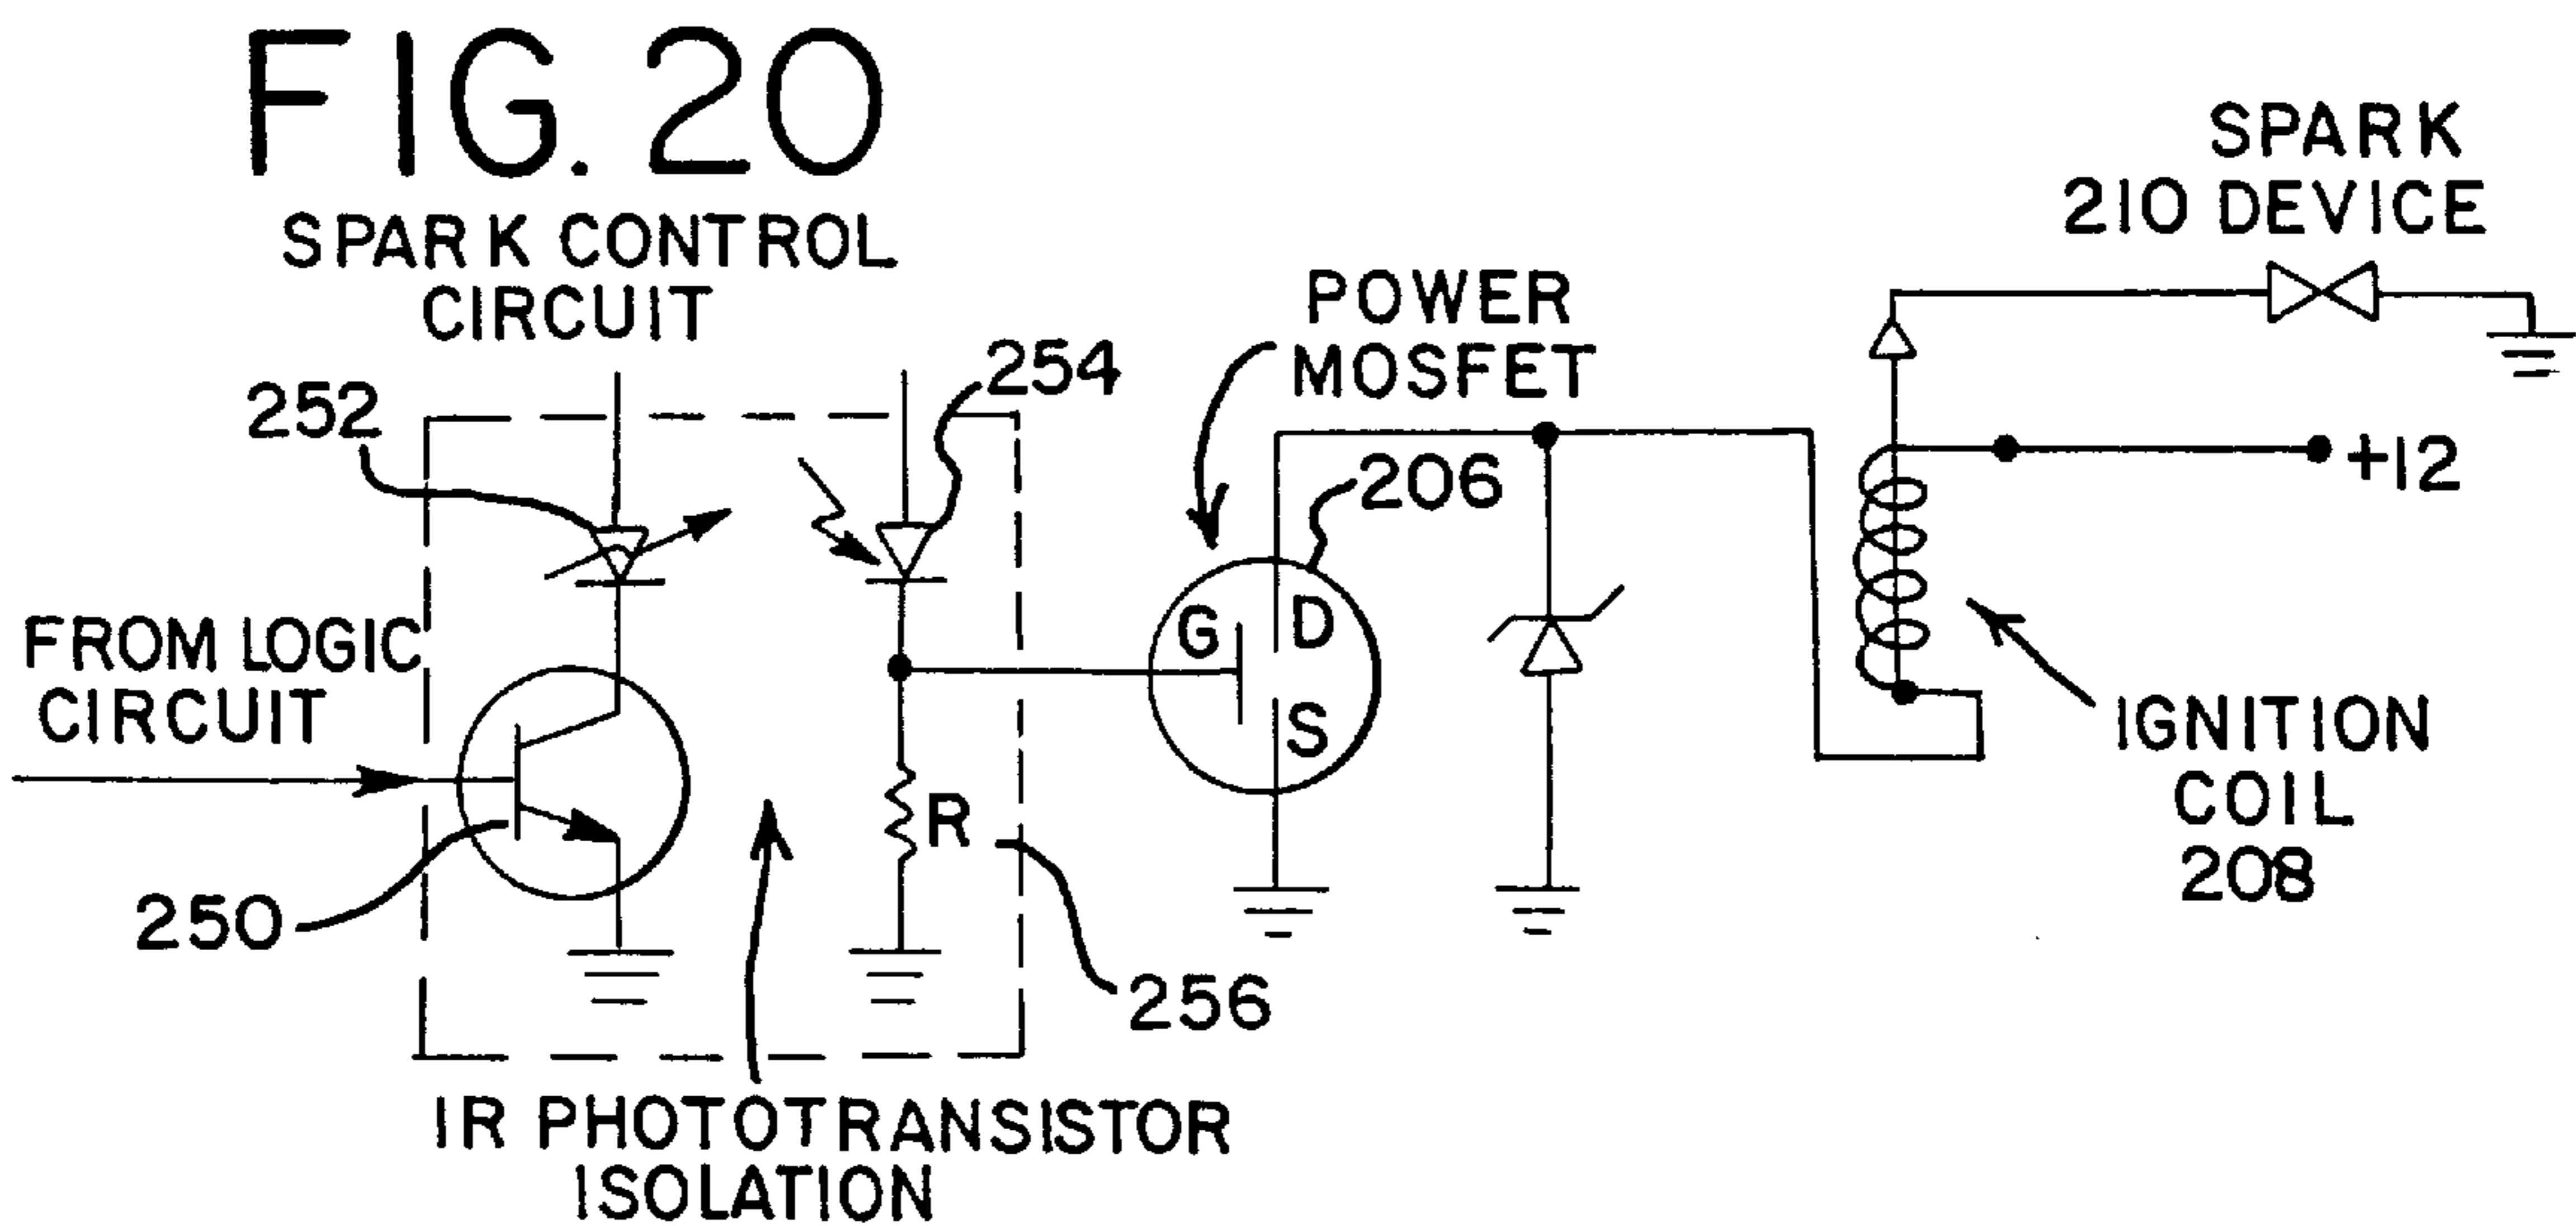 FIG. 20
SPARK CONTROL
CIRCUIT
SPARK
210 DEVICE
POWER
MOSFET
254
252
206
+12
G
D
S
FROM LOGIC
CIRCUIT
R
IGNITION
COIL
208
250
256
IR PHOTOTRANSISTOR
ISOLATION